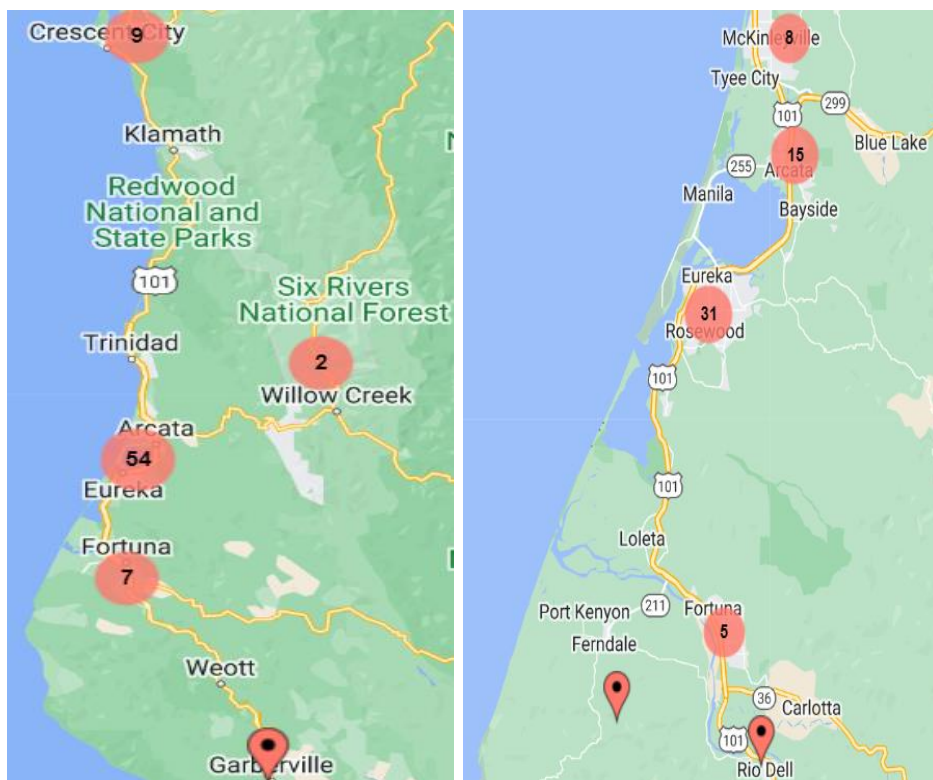 9
Crescent City
Klamath
Redwood
National and
State Parks
101
Six Rivers
National Forest
Trinidad
2
Willow Creek
Arcata
54
Eureka
Fortuna
7
Weott
Garberville
8
McKinleyville
Tyee City
299
101
Blue Lake
15
Arcata
255
Manila
Bayside
Eureka
31
Rosewood
101
101
Loleta
Port Kenyon
211
Fortuna
5
Ferndale
36
Carlotta
101
Rio Dell